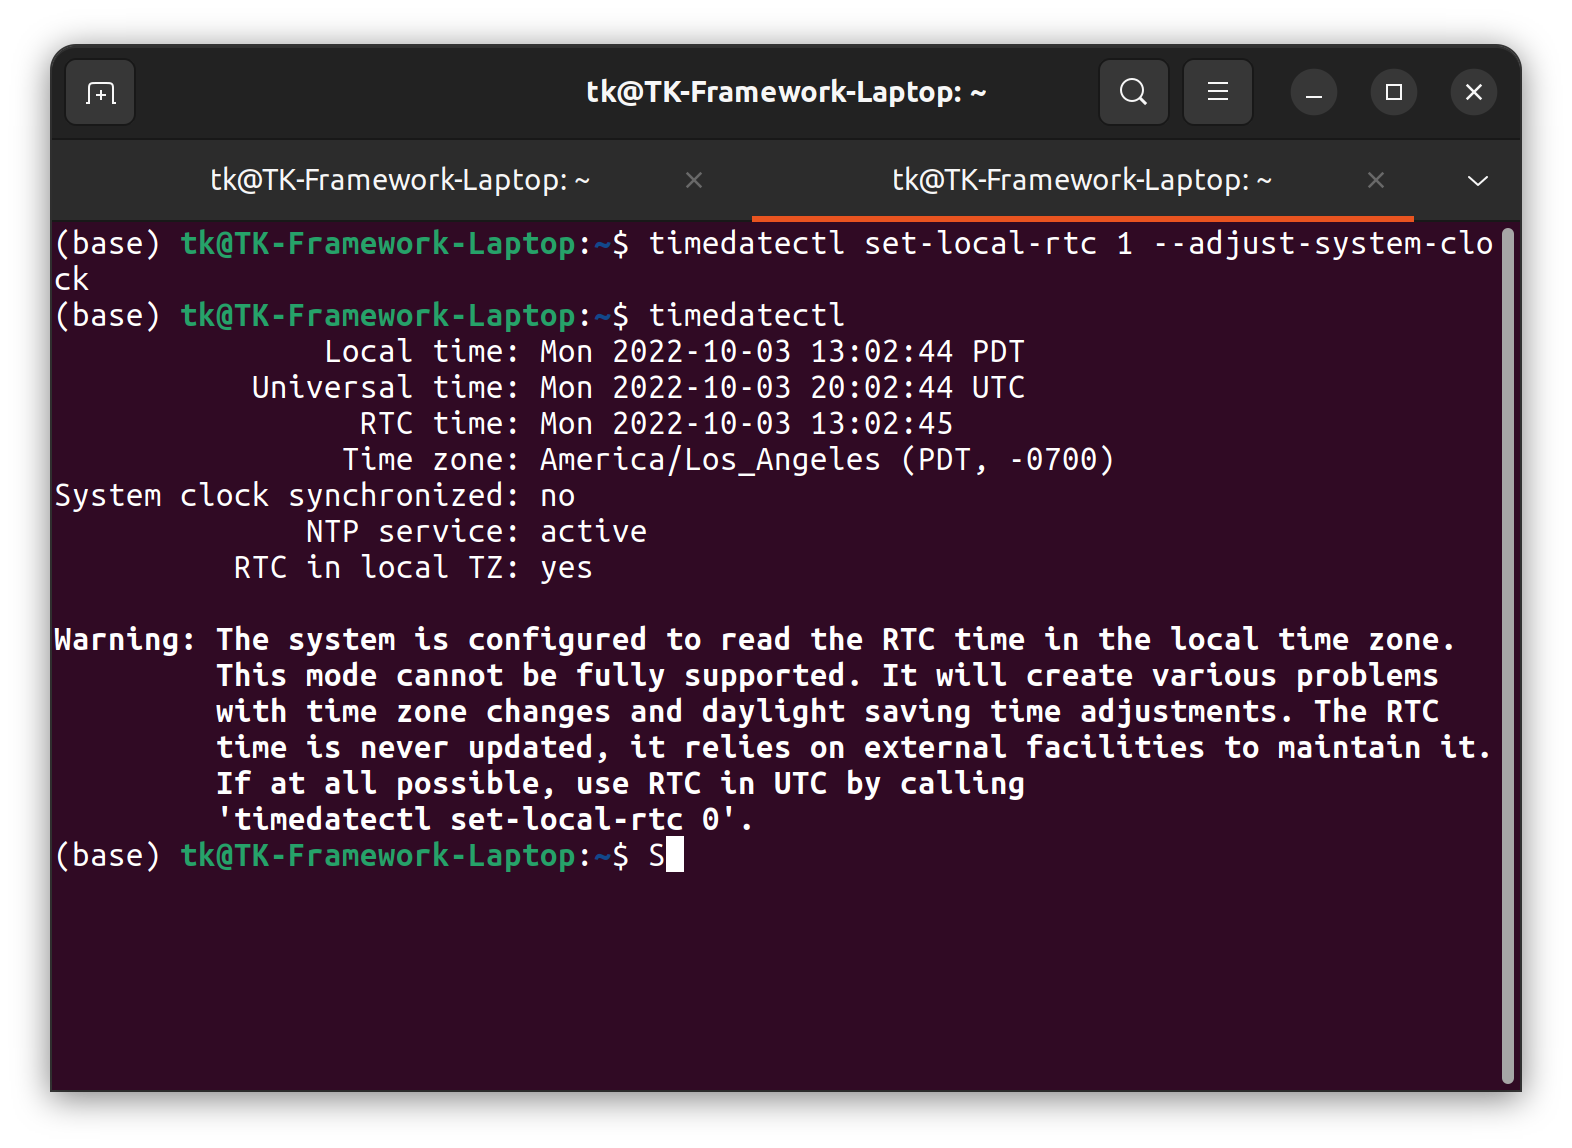 tk@TK-Framework-Laptop: ~
tk@TK-Framework-Laptop: ~
tk@TK-Framework-Laptop: ~
(base) tk@TK-Framework-Laptop:~$ timedatectl set-local-rtc 1 --adjust-system-clo
ck
(base) tk@TK-Framework-Laptop:~$ timedatectl
Local time: Mon 2022-10-03 13:02:44 PDT
Universal time: Mon 2022-10-03 20:02:44 UTC
RTC time: Mon 2022-10-03 13:02:45
Time zone: America/Los_Angeles (PDT, -0700)
System clock synchronized: no
NTP service: active
RTC in local TZ: yes
Warning: The system is configured to read the RTC time in the local time zone.
This mode cannot be fully supported. It will create various problems
with time zone changes and daylight saving time adjustments. The RTC
time is never updated, it relies on external facilities to maintain it.
If at all possible, use RTC in UTC by calling
'timedatectl set-local-rtc 0'.
(base) tk@TK-Framework-Laptop:~$ S